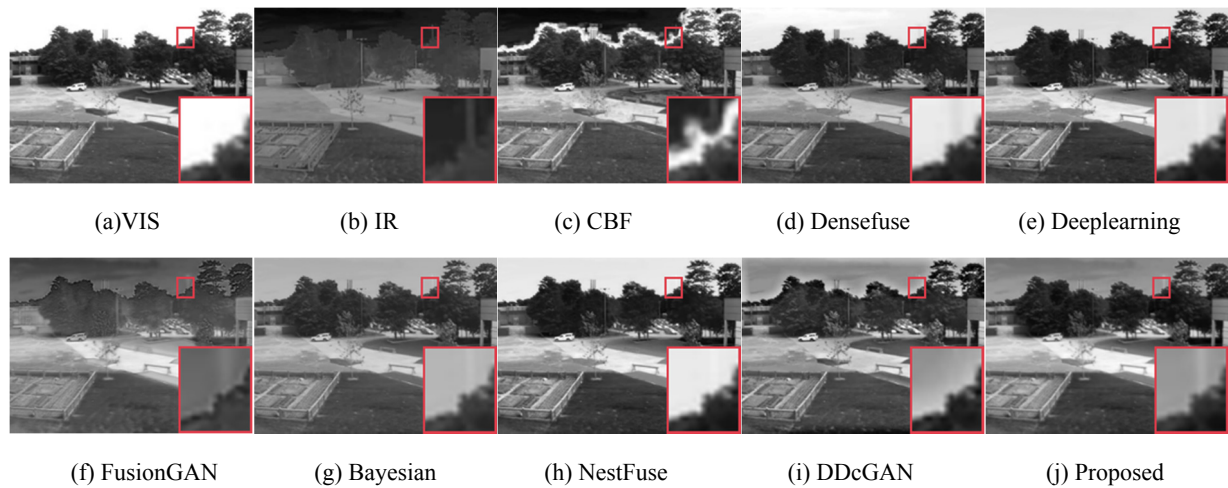 (a)VIS (b) IR (c) CBF (d) Densefuse (e) Deeplearning
(f) FusionGAN (g) Bayesian (h) NestFuse (i) DDcGAN (j) Proposed